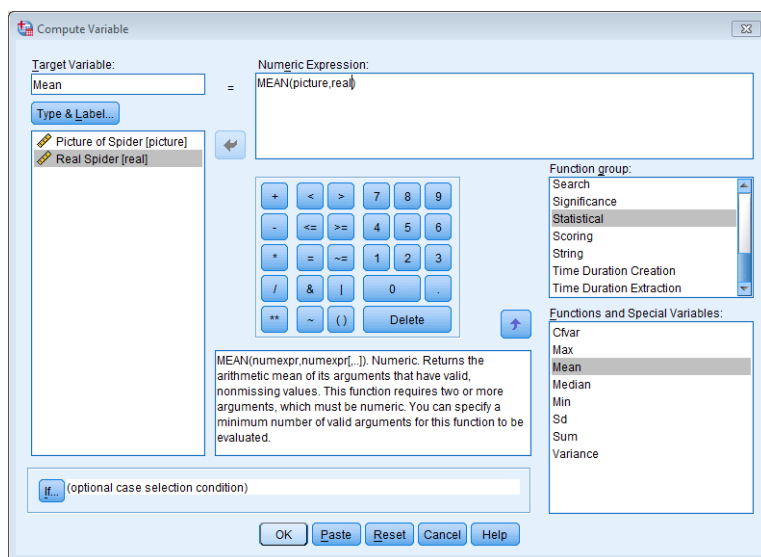 Compute Variable
Target Variable:
Mean
=
Numeric Expression:
MEAN(picture,real)
Type & Label...
Picture of Spider [picture]
Real Spider [real]
+ < > 7 8 9
- <= >= 4 5 6
* = ~= 1 2 3
/ & | 0 .
** ~ ( ) Delete
Function group:
Search
Significance
Statistical
Scoring
String
Time Duration Creation
Time Duration Extraction
MEAN(numexpr,numexpr[,..]). Numeric. Returns the
arithmetic mean of its arguments that have valid,
nonmissing values. This function requires two or more
arguments, which must be numeric. You can specify a
minimum number of valid arguments for this function to be
evaluated.
Functions and Special Variables:
Cfvar
Max
Mean
Median
Min
Sd
Sum
Variance
If... (optional case selection condition)
OK Paste Reset Cancel Help